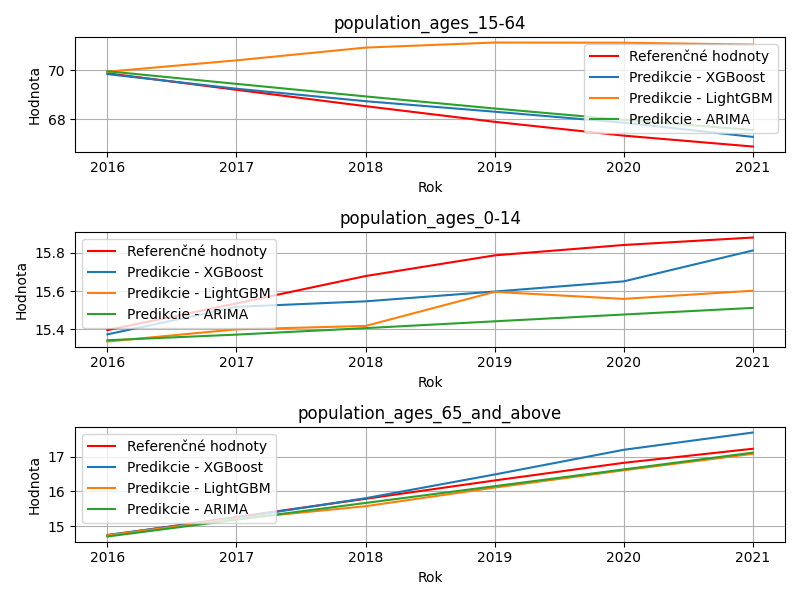 population_ages_15-64
Hodnota
70
68
Referenčné hodnoty
Predikcie - XGBoost
Predikcie - LightGBM
Predikcie - ARIMA
2016 2017 2018 2019 2020 2021
Rok
population_ages_0-14
Hodnota
15.8
15.6
15.4
Referenčné hodnoty
Predikcie - XGBoost
Predikcie - LightGBM
Predikcie - ARIMA
2016 2017 2018 2019 2020 2021
Rok
population_ages_65_and_above
Hodnota
17
16
15
Referenčné hodnoty
Predikcie - XGBoost
Predikcie - LightGBM
Predikcie - ARIMA
2016 2017 2018 2019 2020 2021
Rok